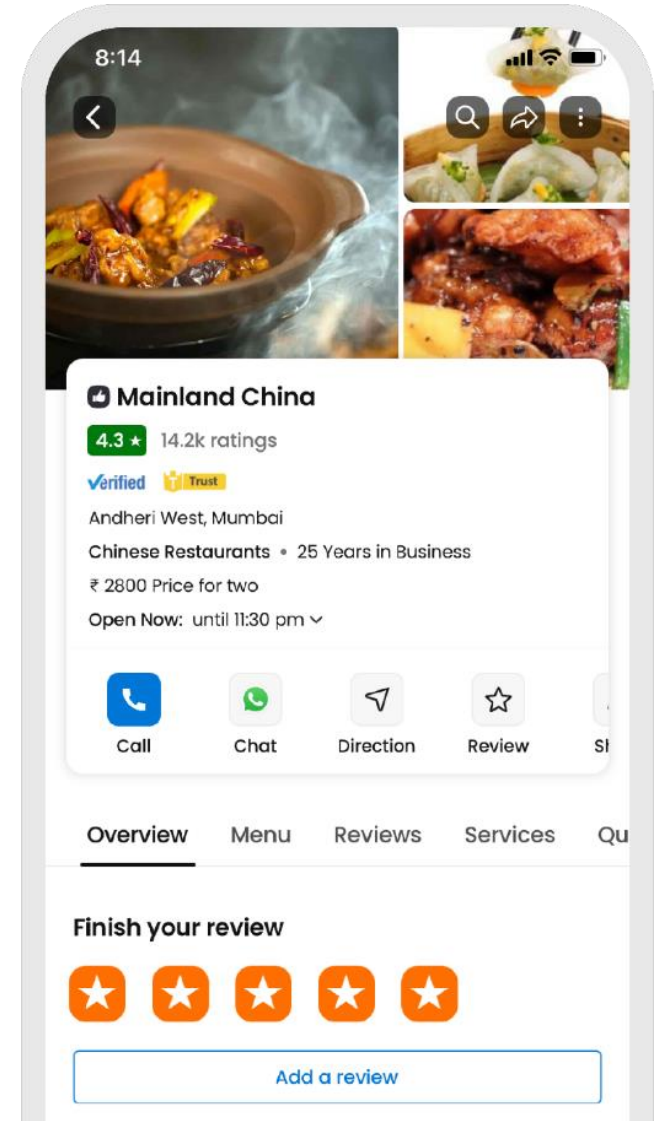 8:14
Mainland China
4.3 ★ 14.2k ratings
Verified Trust
Andheri West, Mumbai
Chinese Restaurants • 25 Years in Business
₹ 2800 Price for two
Open Now: until 11:30 pm
Call Chat Direction Review Sh
Overview Menu Reviews Services Qu
Finish your review
Add a review